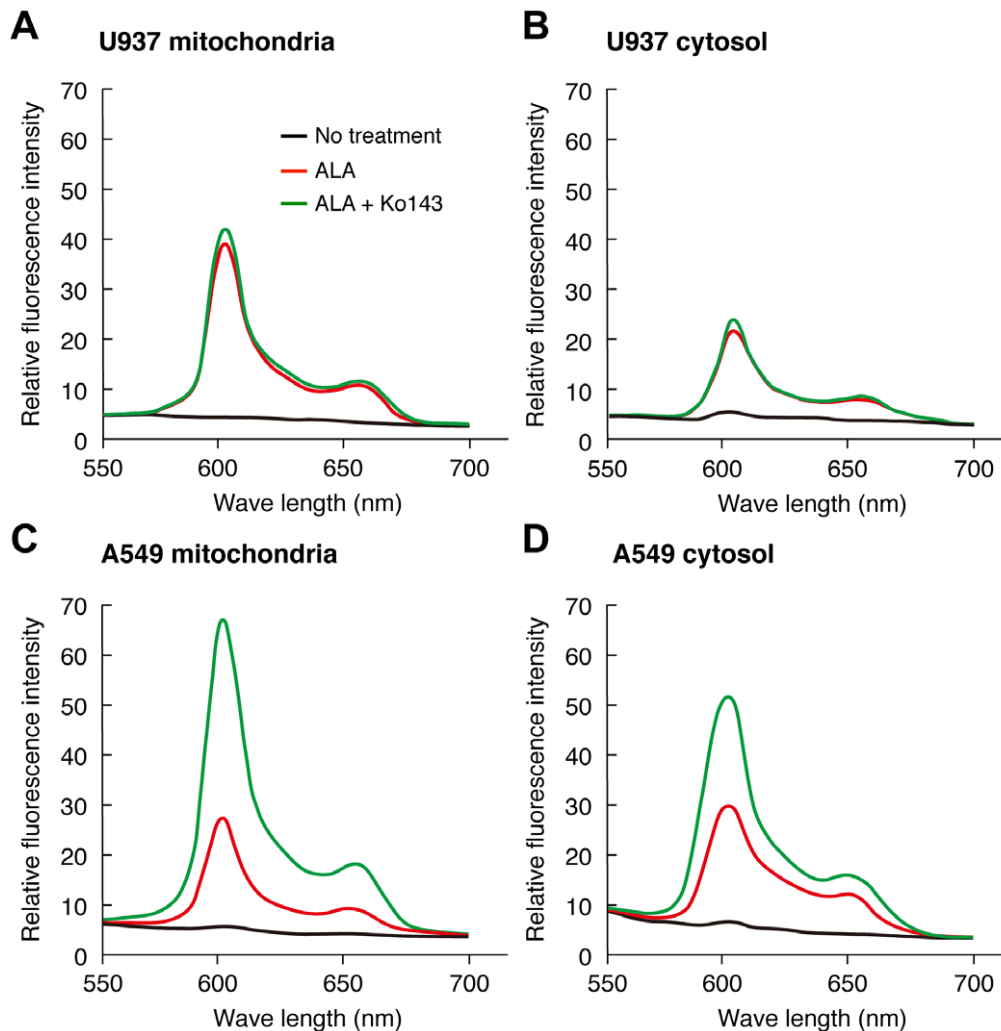 A
U937 mitochondria
Relative fluorescence intensity
70
60
50
40
30
20
10
0
550
600
650
700
Wave length (nm)
No treatment
ALA
ALA + Ko143
B
U937 cytosol
Relative fluorescence intensity
70
60
50
40
30
20
10
0
550
600
650
700
Wave length (nm)
C
A549 mitochondria
Relative fluorescence intensity
70
60
50
40
30
20
10
0
550
600
650
700
Wave length (nm)
D
A549 cytosol
Relative fluorescence intensity
70
60
50
40
30
20
10
0
550
600
650
700
Wave length (nm)